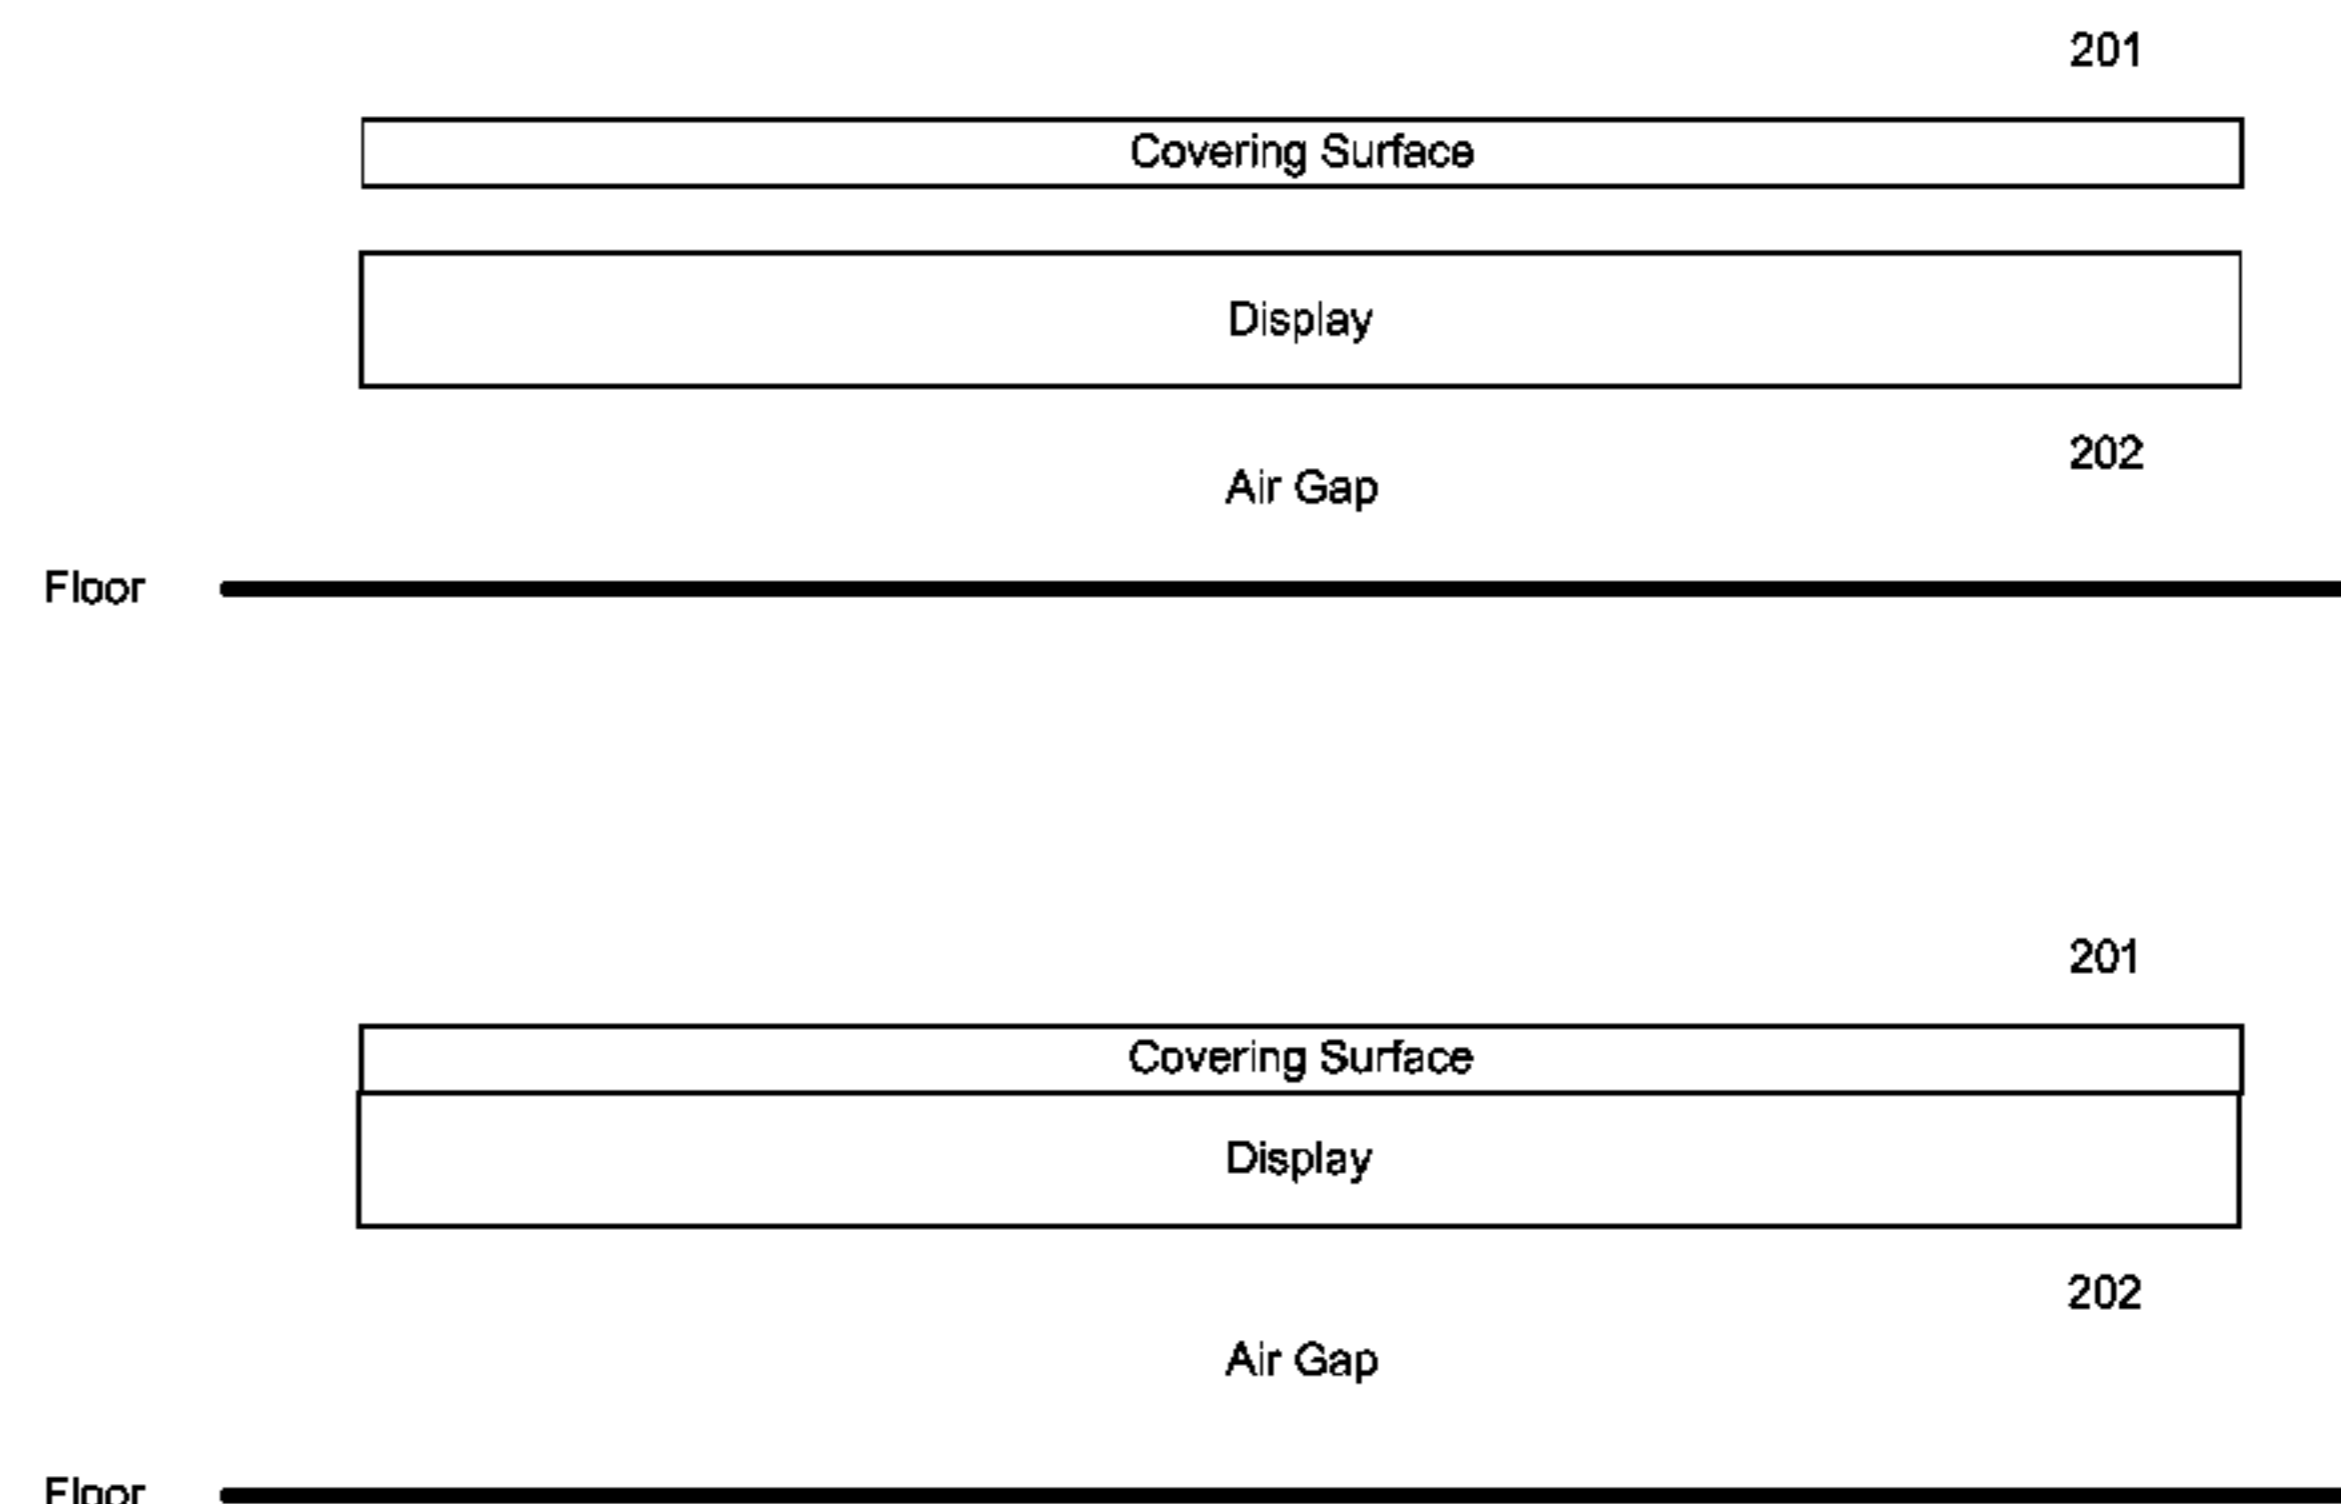 201
Covering Surface
Display
202
Air Gap
Floor
201
Covering Surface
Display
202
Air Gap
Floor